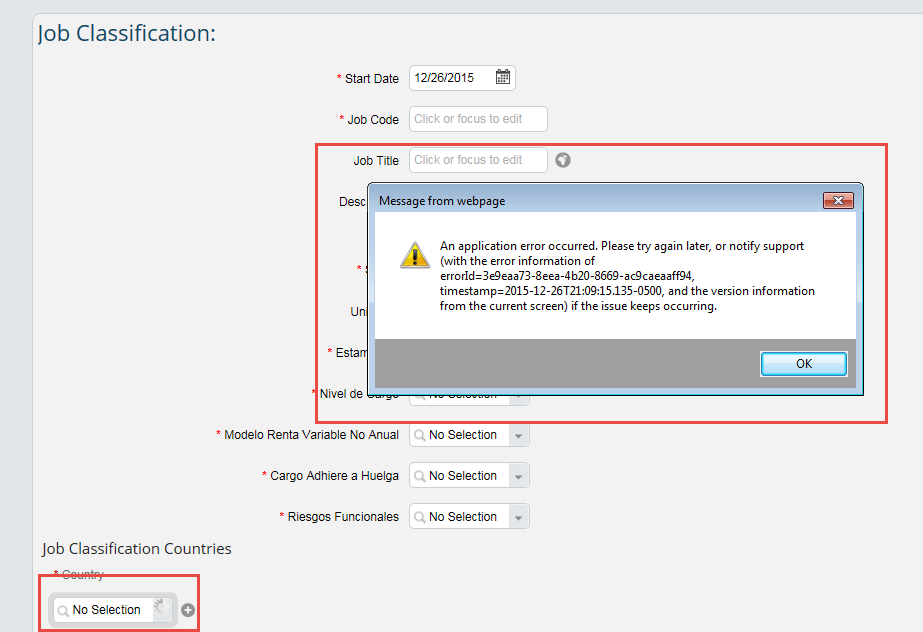 Job Classification:
* Start Date 12/26/2015
* Job Code Click or focus to edit
Job Title Click or focus to edit
Desc
Message from webpage
An application error occurred. Please try again later, or notify support
(with the error information of
errorId=3e9eaa73-8eea-4b20-8669-ac9caeaaff94,
timestamp=2015-12-26T21:09:15.135-0500, and the version information
from the current screen) if the issue keeps occurring.
OK
*
Uni
* Estam
* Nivel de Cargo No Selection
* Modelo Renta Variable No Anual No Selection
* Cargo Adhiere a Huelga No Selection
* Riesgos Funcionales No Selection
Job Classification Countries
* Country
No Selection